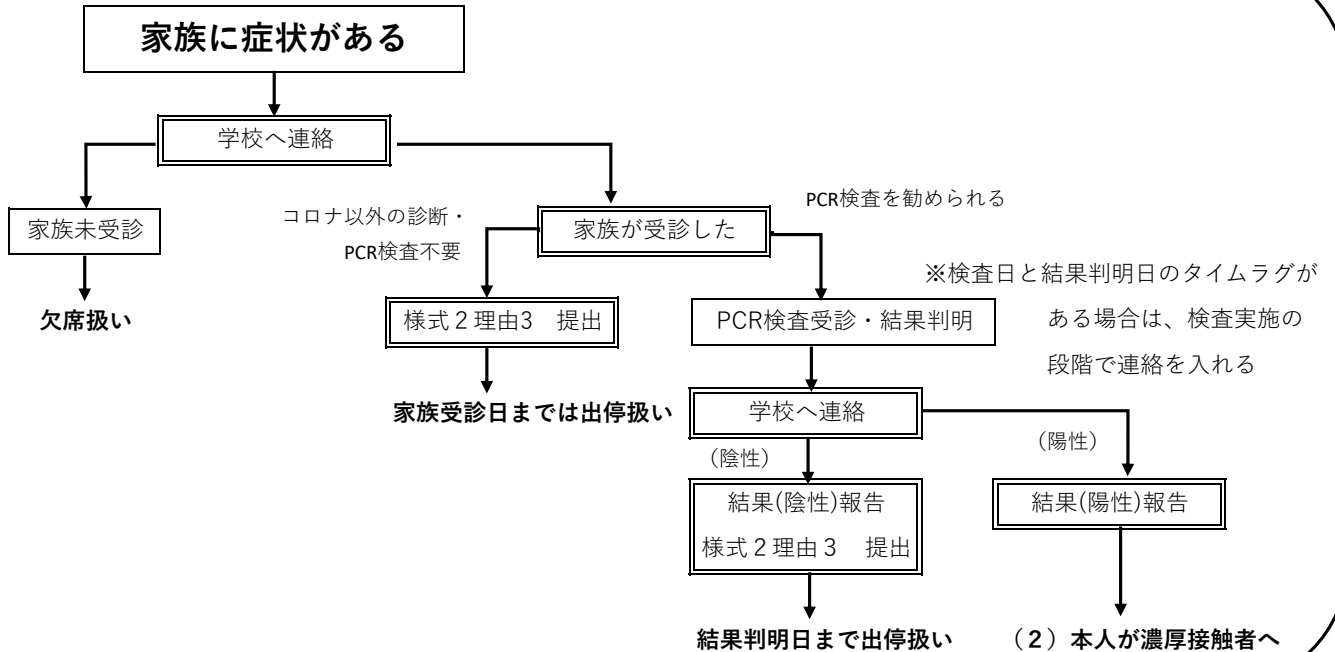 家族に症状がある
学校へ連絡
家族未受診
欠席扱い
コロナ以外の診断・
PCR検査不要
家族が受診した
PCR検査を勧められる
様式２理由3　提出
家族受診日までは出停扱い
PCR検査受診・結果判明
※検査日と結果判明日のタイムラグが
ある場合は、検査実施の
段階で連絡を入れる
学校へ連絡
（陰性）
（陽性）
結果(陰性)報告
様式２理由３　提出
結果(陽性)報告
結果判明日まで出停扱い
（２）本人が濃厚接触者へ